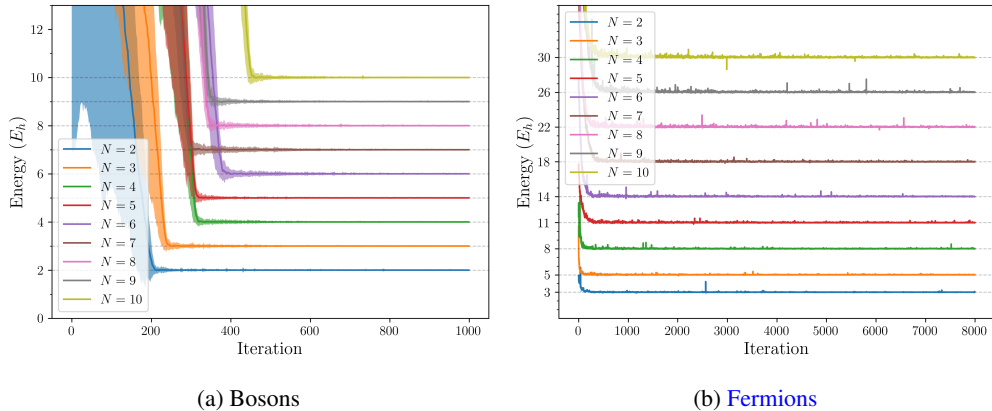 12
10
8
6
4
2
0
Energy (E_h)
N = 2
N = 3
N = 4
N = 5
N = 6
N = 7
N = 8
N = 9
N = 10
0 200 400 600 800 1000
Iteration
(a) Bosons
30
26
22
18
14
11
8
5
3
Energy (E_h)
N = 2
N = 3
N = 4
N = 5
N = 6
N = 7
N = 8
N = 9
N = 10
0 1000 2000 3000 4000 5000 6000 7000 8000
Iteration
(b) Fermions